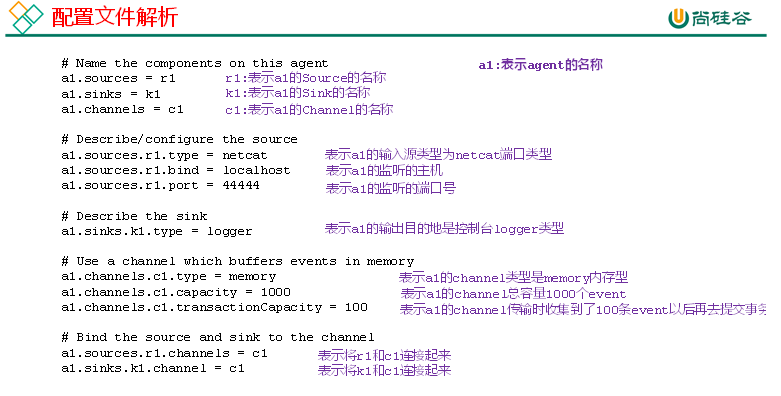 配置文件解析
尚硅谷
# Name the components on this agent a1:表示agent的名称
a1.sources = r1 r1:表示a1的Source的名称
a1.sinks = k1 k1:表示a1的Sink的名称
a1.channels = c1 c1:表示a1的Channel的名称
# Describe/configure the source
a1.sources.r1.type = netcat 表示a1的输入源类型为netcat端口类型
a1.sources.r1.bind = localhost 表示a1的监听的主机
a1.sources.r1.port = 44444 表示a1的监听的端口号
# Describe the sink
a1.sinks.k1.type = logger 表示a1的输出目的地是控制台logger类型
# Use a channel which buffers events in memory
a1.channels.c1.type = memory 表示a1的channel类型是memory内存型
a1.channels.c1.capacity = 1000 表示a1的channel总容量1000个event
a1.channels.c1.transactionCapacity = 100 表示a1的channel传输时收集到了100条event以后再去提交事务
# Bind the source and sink to the channel
a1.sources.r1.channels = c1 表示将r1和c1连接起来
a1.sinks.k1.channel = c1 表示将k1和c1连接起来